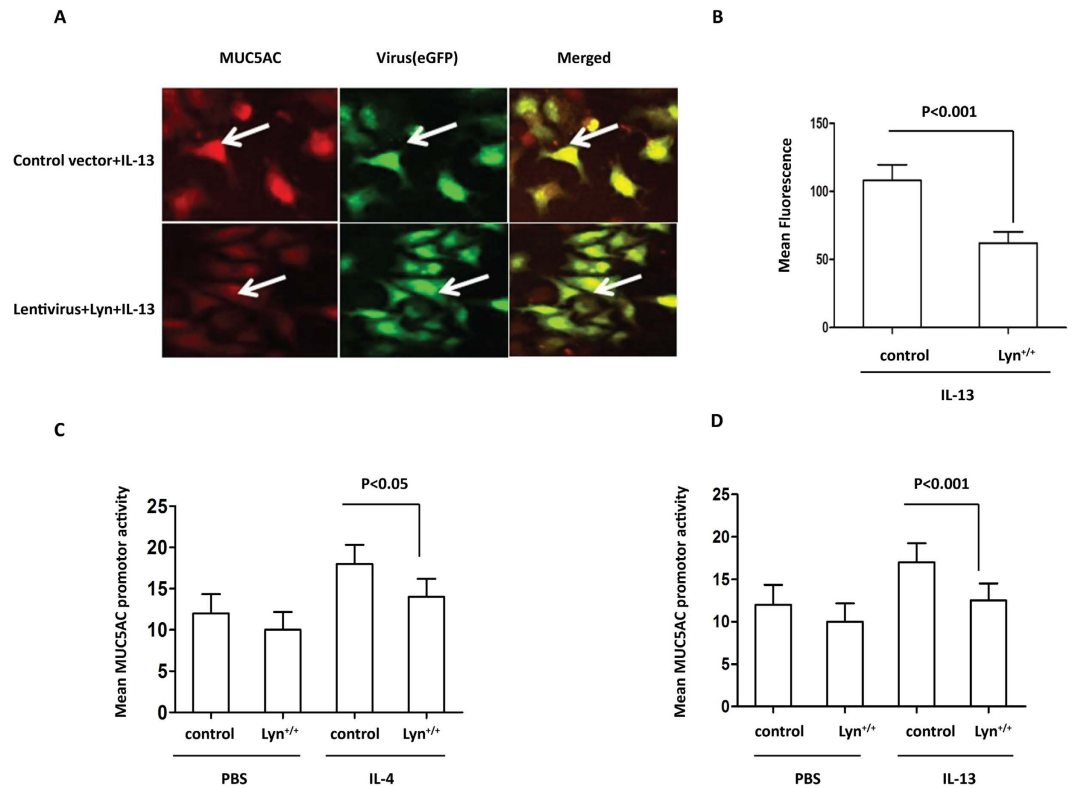 A
MUC5AC Virus(eGFP) Merged
Control vector+IL-13
Lentivirus+Lyn+IL-13
B
P<0.001
150
100
50
0
Mean Fluorescence
control Lyn+/+
IL-13
C
P<0.05
25
20
15
10
5
0
Mean MUC5AC promotor activity
control Lyn+/+ control Lyn+/+
PBS IL-4
D
P<0.001
25
20
15
10
5
0
Mean MUC5AC promotor activity
control Lyn+/+ control Lyn+/+
PBS IL-13